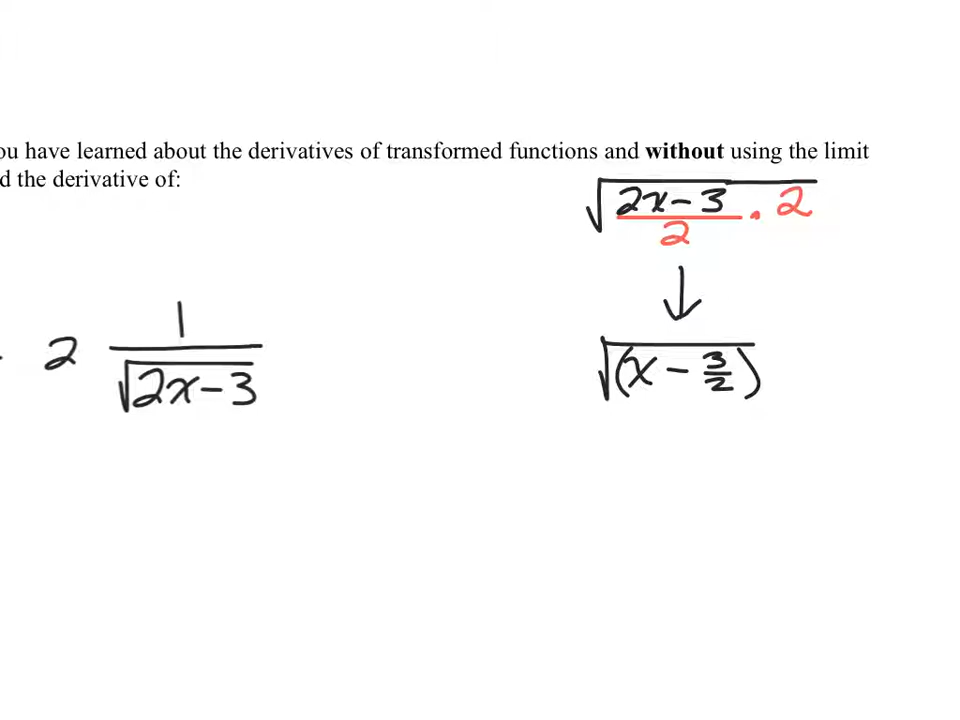 ou have learned about the derivatives of transformed functions and without using the limit
d the derivative of:
√(2x-3)/2 · 2
↓
2 1/√(2x-3)
√(x - 3/2)